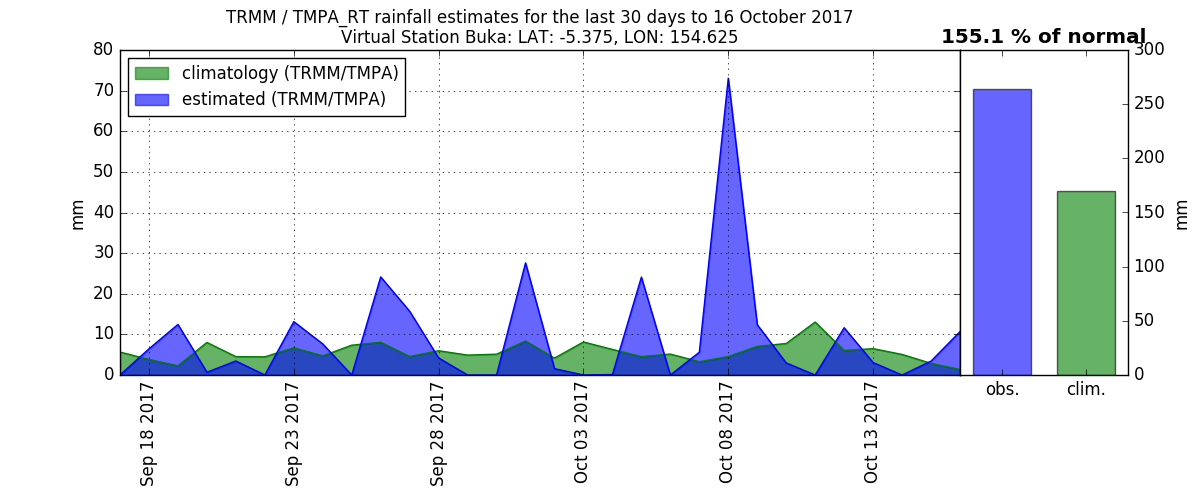 TRMM / TMPA_RT rainfall estimates for the last 30 days to 16 October 2017
Virtual Station Buka: LAT: -5.375, LON: 154.625
155.1 % of normal
climatology (TRMM/TMPA)
estimated (TRMM/TMPA)
80
70
60
50
40
30
20
10
0
mm
Sep 18 2017
Sep 23 2017
Sep 28 2017
Oct 03 2017
Oct 08 2017
Oct 13 2017
300
250
200
150
100
50
0
mm
obs.
clim.